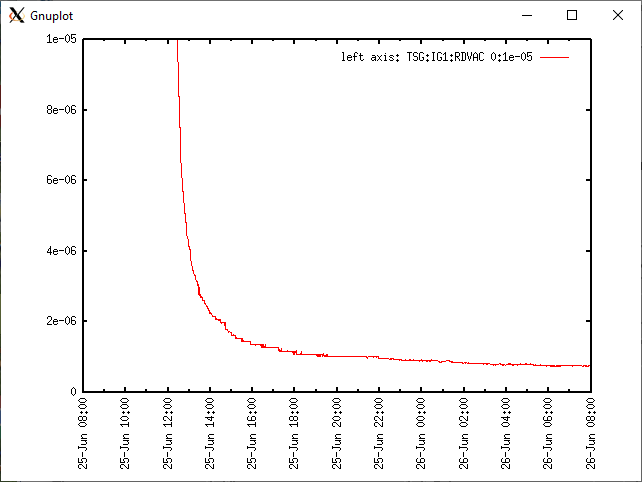 Gnuplot
1e-05
left axis: TSG:IG1:RDVAC 0:1e-05
8e-06
6e-06
4e-06
2e-06
0
25-Jun 08:00
25-Jun 10:00
25-Jun 12:00
25-Jun 14:00
25-Jun 16:00
25-Jun 18:00
25-Jun 20:00
25-Jun 22:00
26-Jun 00:00
26-Jun 02:00
26-Jun 04:00
26-Jun 06:00
26-Jun 08:00